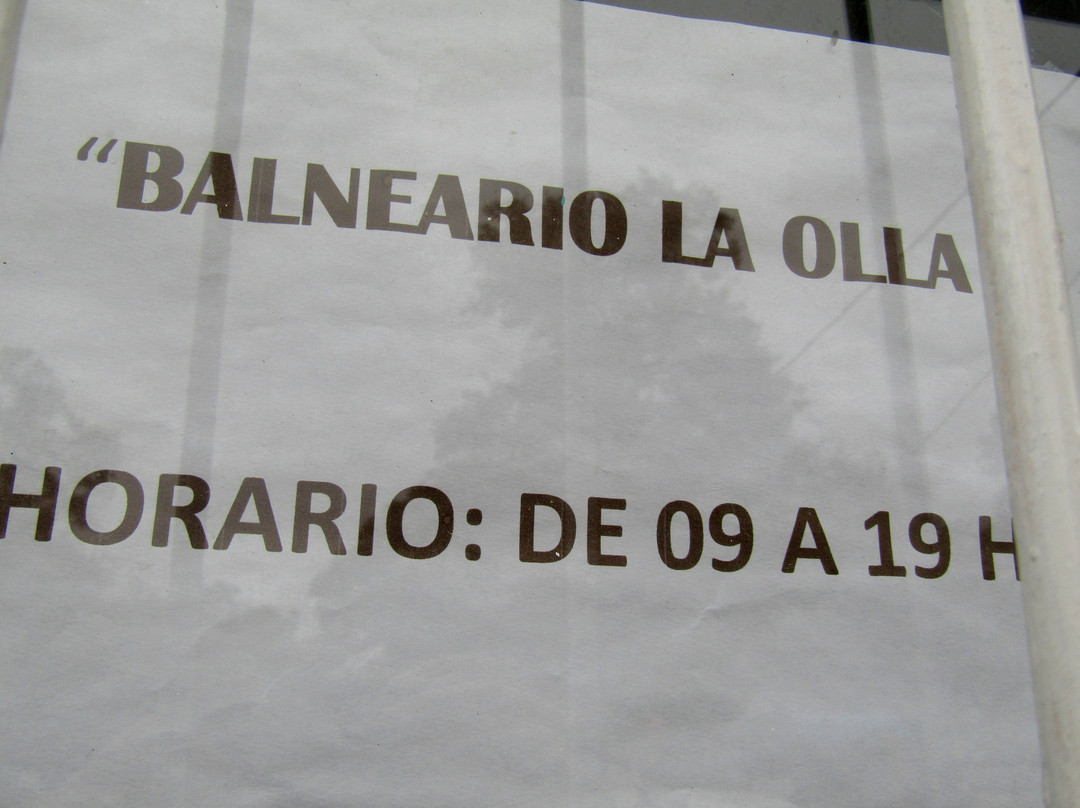 “BALNEARIO LA OLLA
HORARIO: DE 09 A 19 H